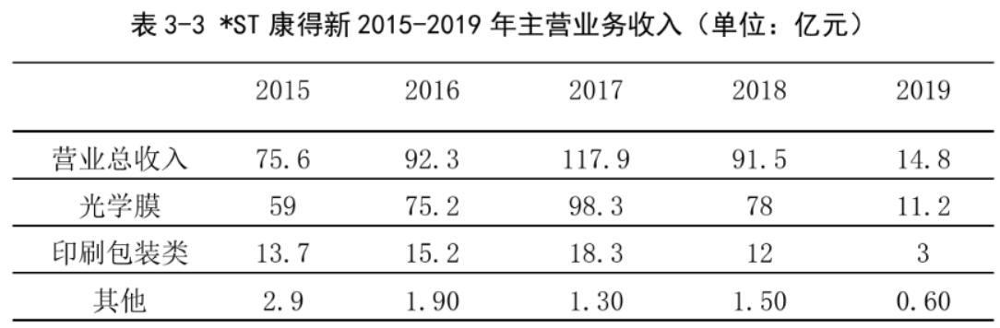 表 3-3 *ST 康得新 2015-2019 年主营业务收入（单位：亿元）
2015 2016 2017 2018 2019
营业总收入 75.6 92.3 117.9 91.5 14.8
光学膜 59 75.2 98.3 78 11.2
印刷包装类 13.7 15.2 18.3 12 3
其他 2.9 1.90 1.30 1.50 0.60